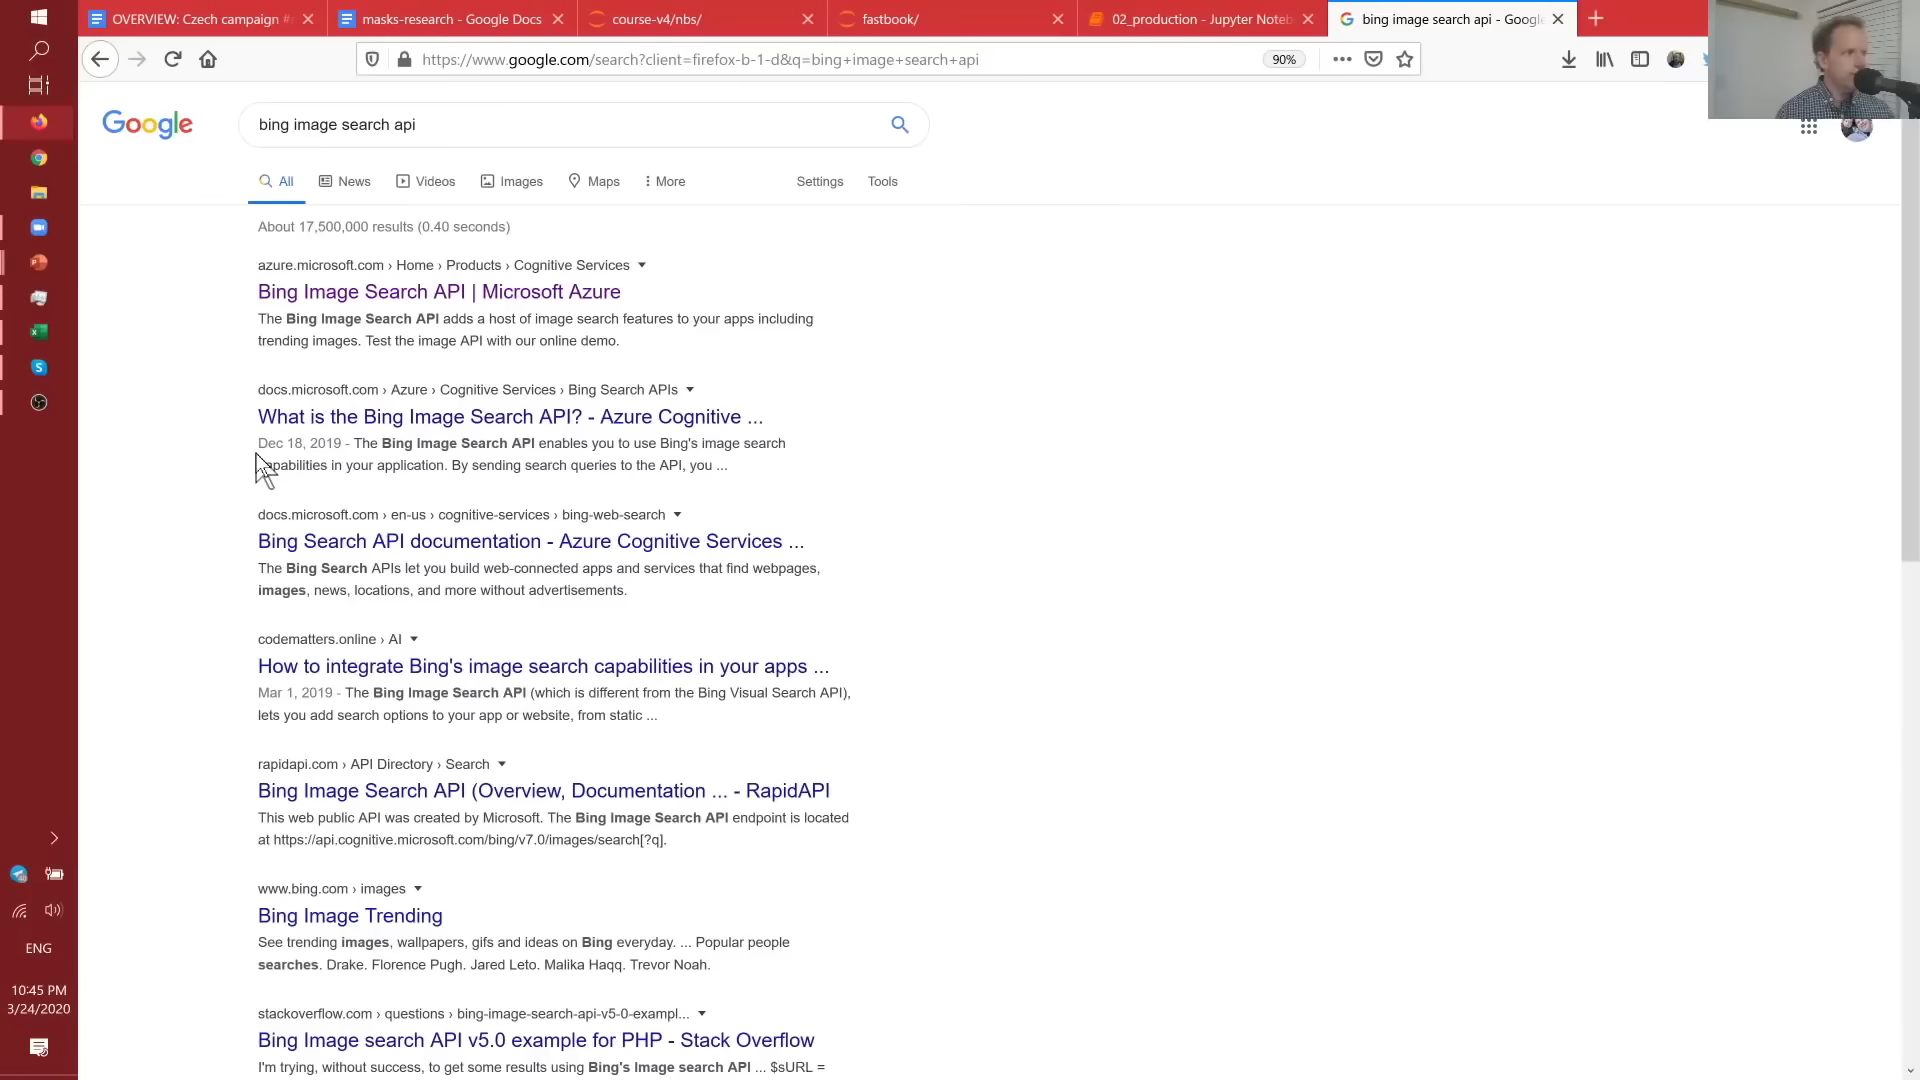 OVERVIEW: Czech campaign #
masks-research - Google Docs
course-v4/nbs/
fastbook/
02_production - Jupyter Noteb
bing image search api - Googl
https://www.google.com/search?client=firefox-b-1-d&q=bing+image+search+api
90%
Google
bing image search api
All
News
Videos
Images
Maps
More
Settings
Tools
About 17,500,000 results (0.40 seconds)
azure.microsoft.com › Home › Products › Cognitive Services
Bing Image Search API | Microsoft Azure
The Bing Image Search API adds a host of image search features to your apps including
trending images. Test the image API with our online demo.
docs.microsoft.com › Azure › Cognitive Services › Bing Search APIs
What is the Bing Image Search API? - Azure Cognitive ...
Dec 18, 2019 - The Bing Image Search API enables you to use Bing's image search
capabilities in your application. By sending search queries to the API, you ...
docs.microsoft.com › en-us › cognitive-services › bing-web-search
Bing Search API documentation - Azure Cognitive Services ...
The Bing Search APIs let you build web-connected apps and services that find webpages,
images, news, locations, and more without advertisements.
codematters.online › AI
How to integrate Bing's image search capabilities in your apps ...
Mar 1, 2019 - The Bing Image Search API (which is different from the Bing Visual Search API),
lets you add search options to your app or website, from static ...
rapidapi.com › API Directory › Search
Bing Image Search API (Overview, Documentation ... - RapidAPI
This web public API was created by Microsoft. The Bing Image Search API endpoint is located
at https://api.cognitive.microsoft.com/bing/v7.0/images/search[?q].
www.bing.com › images
Bing Image Trending
See trending images, wallpapers, gifs and ideas on Bing everyday. ... Popular people
searches. Drake. Florence Pugh. Jared Leto. Malika Haqq. Trevor Noah.
stackoverflow.com › questions › bing-image-search-api-v5-0-exampl...
Bing Image search API v5.0 example for PHP - Stack Overflow
I'm trying, without success, to get some results using Bing's Image search API ... $sURL =
ENG
10:45 PM
3/24/2020